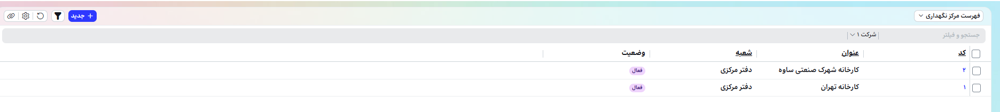 فهرست مرکز نگهداری
+ جدید
جستجو و فیلتر
شرکت ۱
کد عنوان شعبه وضعیت
۲ کارخانه شهرک صنعتی ساوه دفتر مرکزی فعال
۱ کارخانه تهران دفتر مرکزی فعال